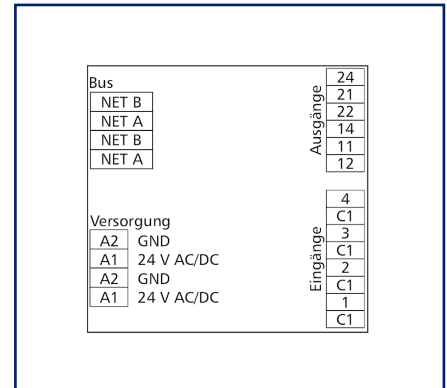 Bus
NET B
NET A
NET B
NET A
Versorgung
A2 GND
A1 24 V AC/DC
A2 GND
A1 24 V AC/DC
Ausgänge
24
21
22
14
11
12
Eingänge
4
C1
3
C1
2
C1
1
C1